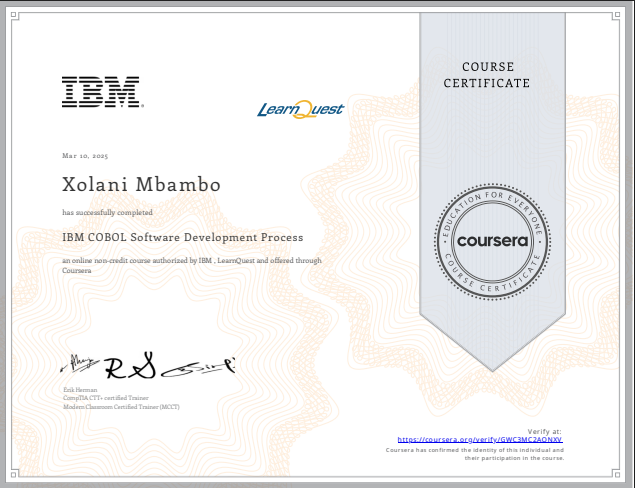 IBM
LearnQuest
COURSE
CERTIFICATE
Mar 10, 2025
Xolani Mbambo
has successfully completed
IBM COBOL Software Development Process
an online non-credit course authorized by IBM , LearnQuest and offered through
Coursera
EDUCATION FOR EVERYONE
coursera
COURSE CERTIFICATE
Erik Herman
CompTIA CTT+ certified Trainer
Modern Classroom Certified Trainer (MCCT)
Verify at:
https://coursera.org/verify/GWC3MC2AONXV
Coursera has confirmed the identity of this individual and
their participation in the course.